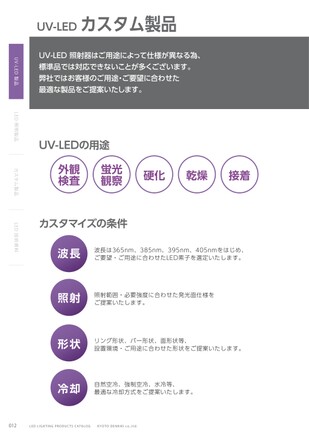 UV-LED カスタム製品
UV-LED 照射器はご用途によって仕様が異なる為、
標準品では対応できないことが多くございます。
弊社ではお客様のご用途・ご要望に合わせた
最適な製品をご提案いたします。
UV-LED 製品
UV-LEDの用途
外観
検査
蛍光
観察
硬化
乾燥
接着
カスタマイズの条件
波長
波長は365nm、385nm、395nm、405nmをはじめ、
ご要望・ご用途に合わせたLED素子を選定いたします。
照射
照射範囲・必要強度に合わせた発光面仕様を
ご提案いたします。
形状
リング形状、バー形状、面形状等、
設置環境・ご用途に合わせた形状をご提案いたします。
冷却
自然空冷、強制空冷、水冷等、
最適な冷却方式をご提案いたします。
012 LED LIGHTING PRODUCTS CATALOG KYOTO DENKIKI co.,ltd.